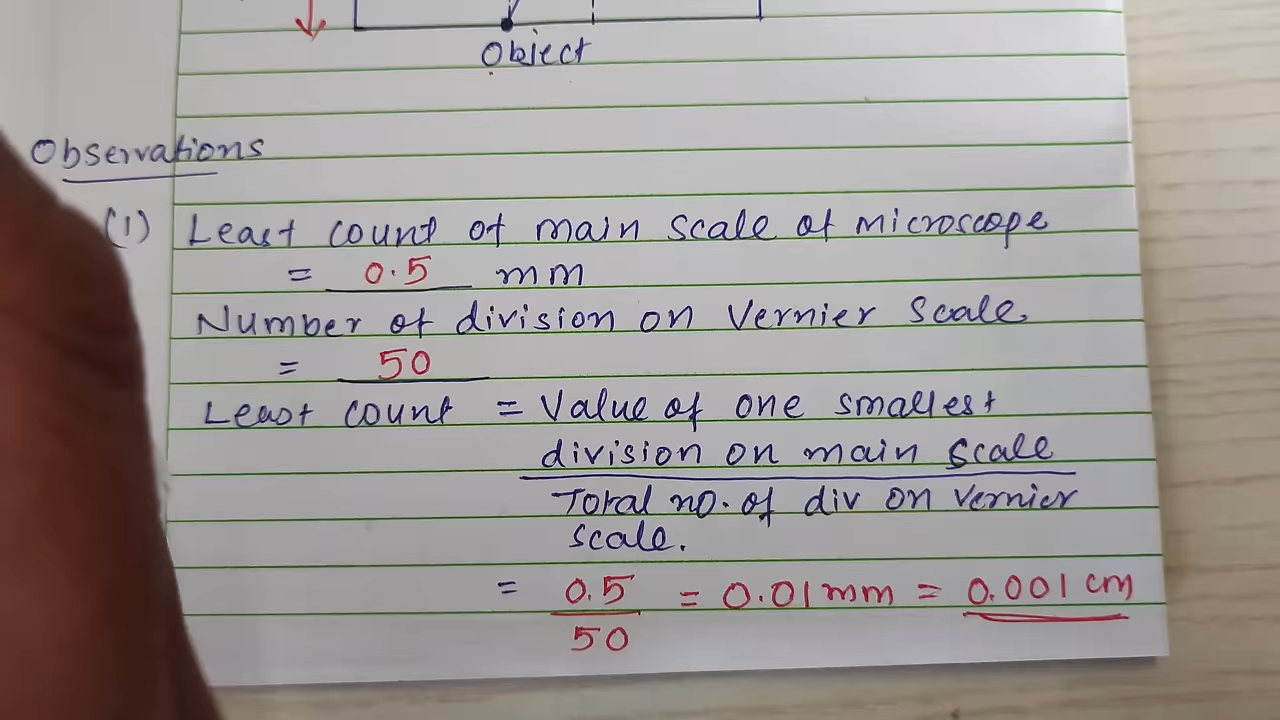 Object
Observations
(1) Least count of main scale of microscope
= 0.5 mm
Number of division on Vernier Scale
= 50
Least count = Value of one smallest
division on main scale
Total no. of div on vernier
scale.
= 0.5 = 0.01 mm = 0.001 cm
50